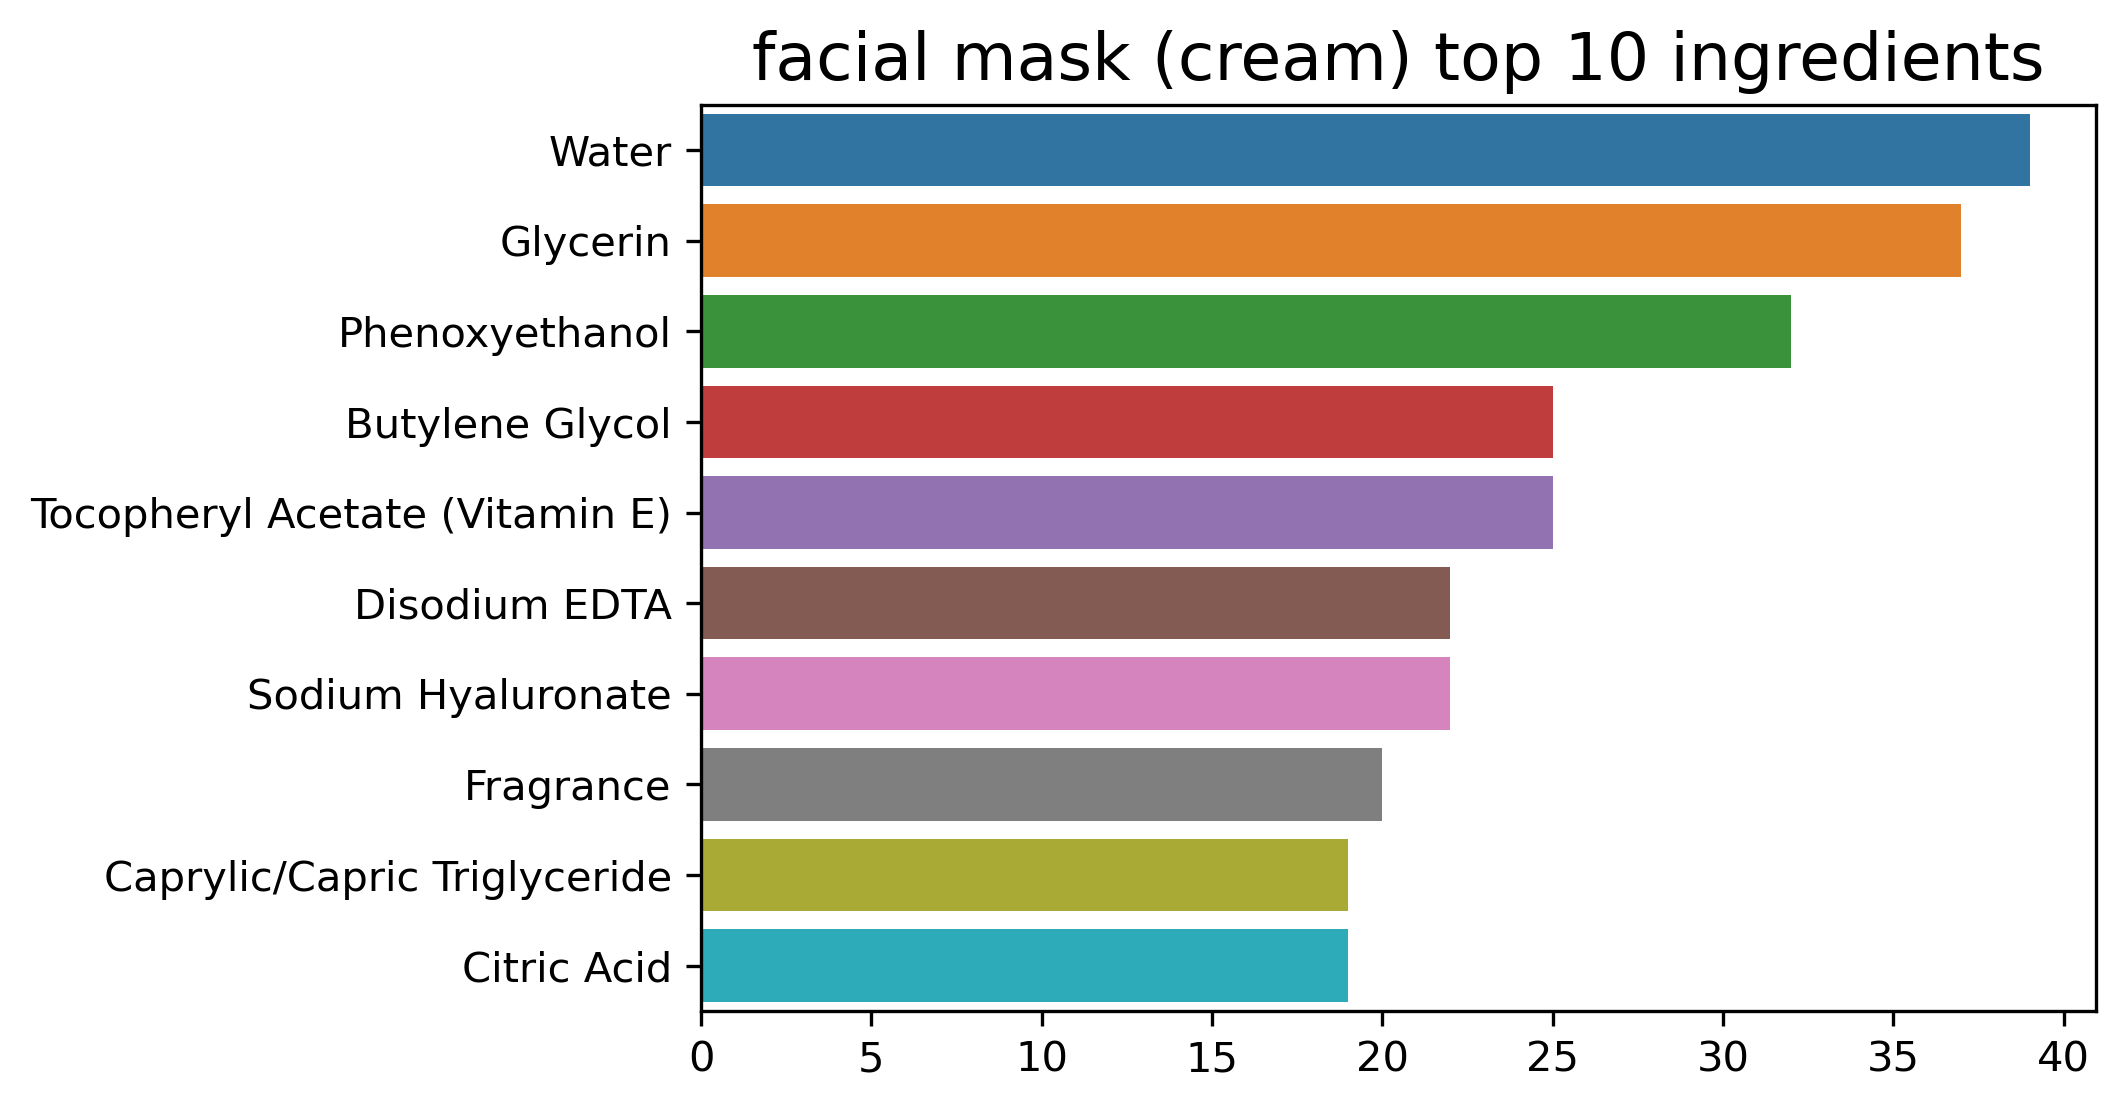 facial mask (cream) top 10 ingredients
Water
Glycerin
Phenoxyethanol
Butylene Glycol
Tocopheryl Acetate (Vitamin E)
Disodium EDTA
Sodium Hyaluronate
Fragrance
Caprylic/Capric Triglyceride
Citric Acid
0 5 10 15 20 25 30 35 40